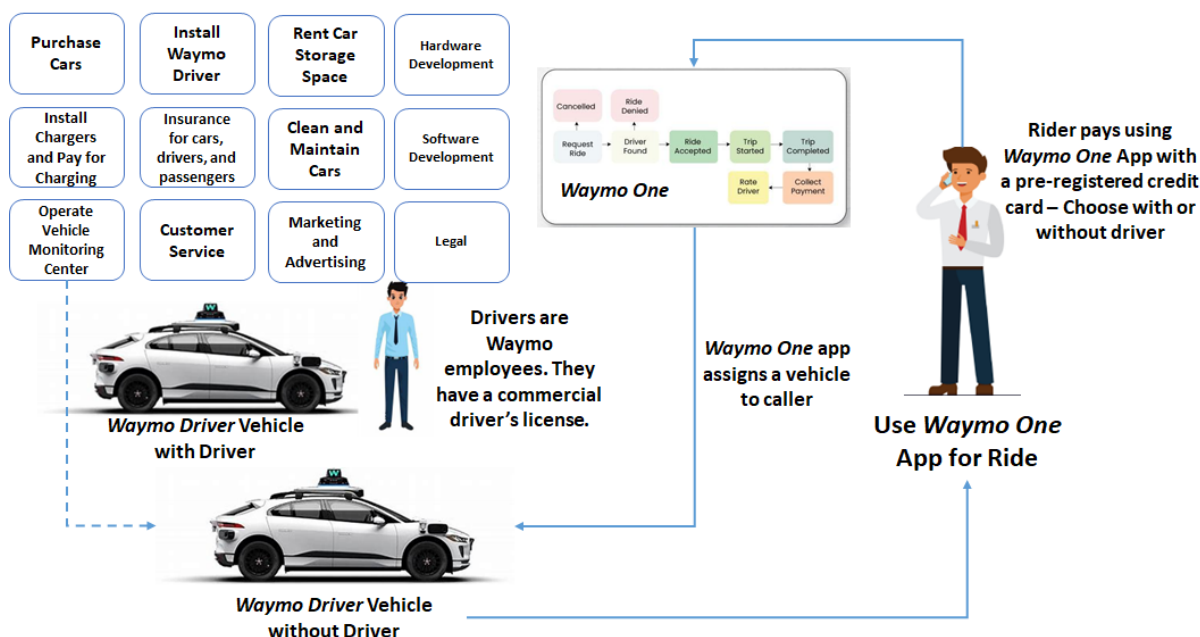 Purchase
Cars
Install
Waymo
Driver
Rent Car
Storage
Space
Hardware
Development
Install
Chargers
and Pay for
Charging
Insurance
for cars,
drivers, and
passengers
Clean and
Maintain
Cars
Software
Development
Operate
Vehicle
Monitoring
Center
Customer
Service
Marketing
and
Advertising
Legal
Cancelled
Ride
Denied
Request
Ride
Driver
Found
Ride
Accepted
Trip
Started
Trip
Completed
Rate
Driver
Collect
Payment
Waymo One
Rider pays using
Waymo One App with
a pre-registered credit
card – Choose with or
without driver
W
Drivers are
Waymo
employees. They
have a commercial
driver's license.
Waymo Driver Vehicle
with Driver
Waymo One app
assigns a vehicle
to caller
Use Waymo One
App for Ride
W
Waymo Driver Vehicle
without Driver